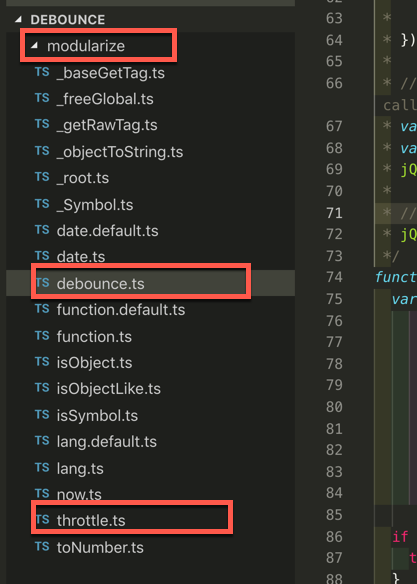 DEBOUNCE
modularize
TS _baseGetTag.ts
TS _freeGlobal.ts
TS _getRawTag.ts
TS _objectToString.ts
TS _root.ts
TS _Symbol.ts
TS date.default.ts
TS date.ts
TS debounce.ts
TS function.default.ts
TS function.ts
TS isObject.ts
TS isObjectLike.ts
TS isSymbol.ts
TS lang.default.ts
TS lang.ts
TS now.ts
TS throttle.ts
TS toNumber.ts
63 *
64 * })
65 *
66 * //
call
67 * va
68 * va
69 * jQ
70 *
71 * //
72 * jQ
73 */
74 funct
75 var
76
77
78
79
80
81
82
83
84
85
86 if
87 t
88 }